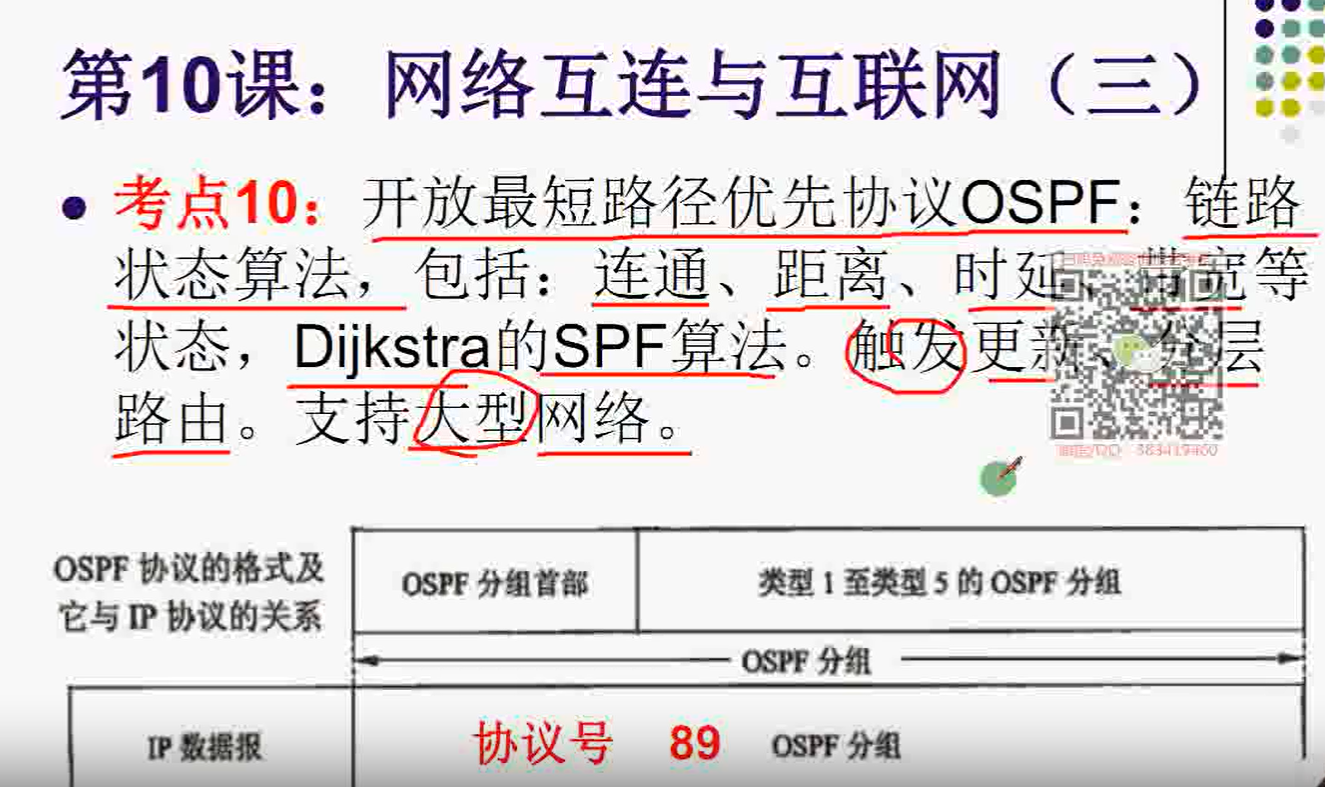 第10课：网络互连与互联网（三）
考点10：开放最短路径优先协议OSPF：链路
状态算法，包括：连通、距离、时延、带宽等
状态，Dijkstra的SPF算法。触发更新、分层
路由。支持大型网络。
OSPF 协议的格式及
它与 IP 协议的关系
OSPF 分组首部
类型 1 至类型 5 的 OSPF 分组
OSPF 分组
IP 数据报
协议号 89 OSPF 分组